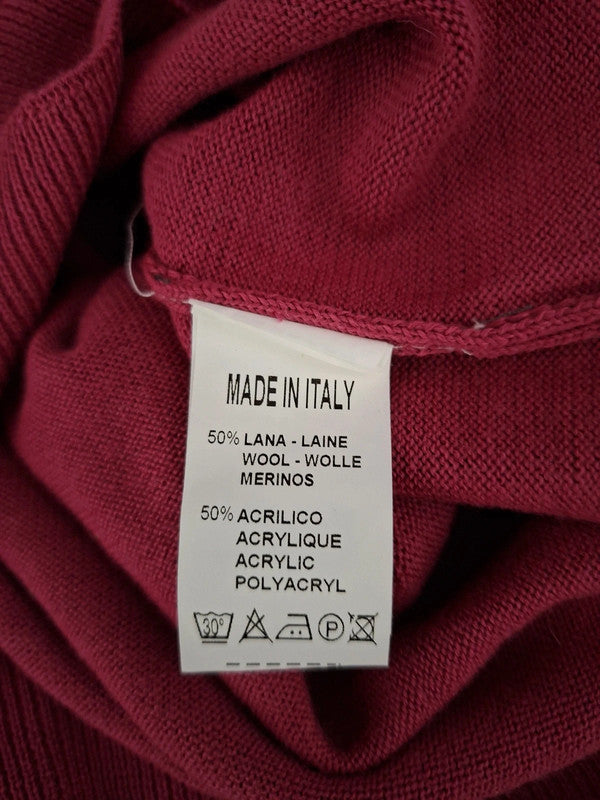 MADE IN ITALY
50% LANA - LAINE
WOOL - WOLLE
MERINOS
50% ACRILICO
ACRYLIQUE
ACRYLIC
POLYACRYL
30° P